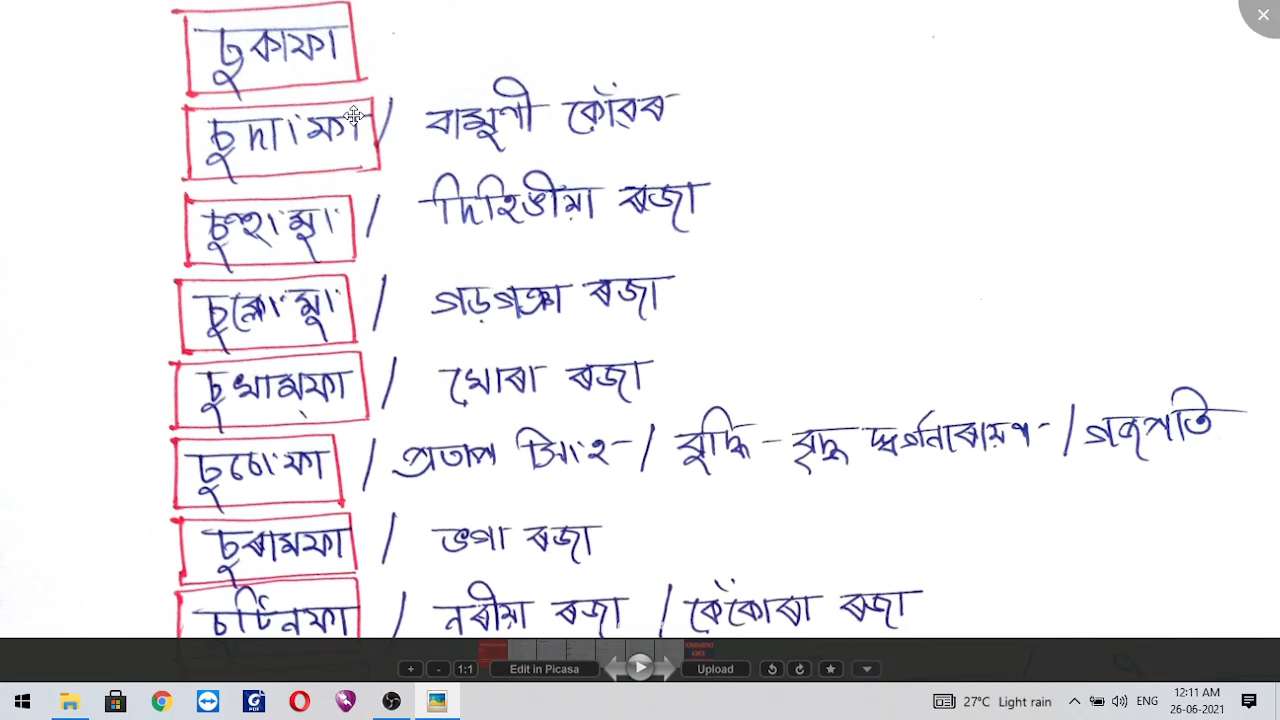 চুকাফা
চুদাংফা / বামুণী কোঁৱৰ
চুহুংমুং / দিহিঙীয়া ৰজা
চুক্লেংমুং / গড়গঞা ৰজা
চুখামফা / খোৰা ৰজা
চুচেংফা / প্ৰতাপ সিংহ / বুদ্ধি - বৃদ্ধ স্বৰ্গনাৰোয়ণ / গজপতি
চুৰামফা / ভগা ৰজা
চুটিনফা / নৰীয়া ৰজা / কেঁকোৰা ৰজা
+ - 1:1 Edit in Picasa Upload
ENG 27°C Light rain 12:11 AM
26-06-2021